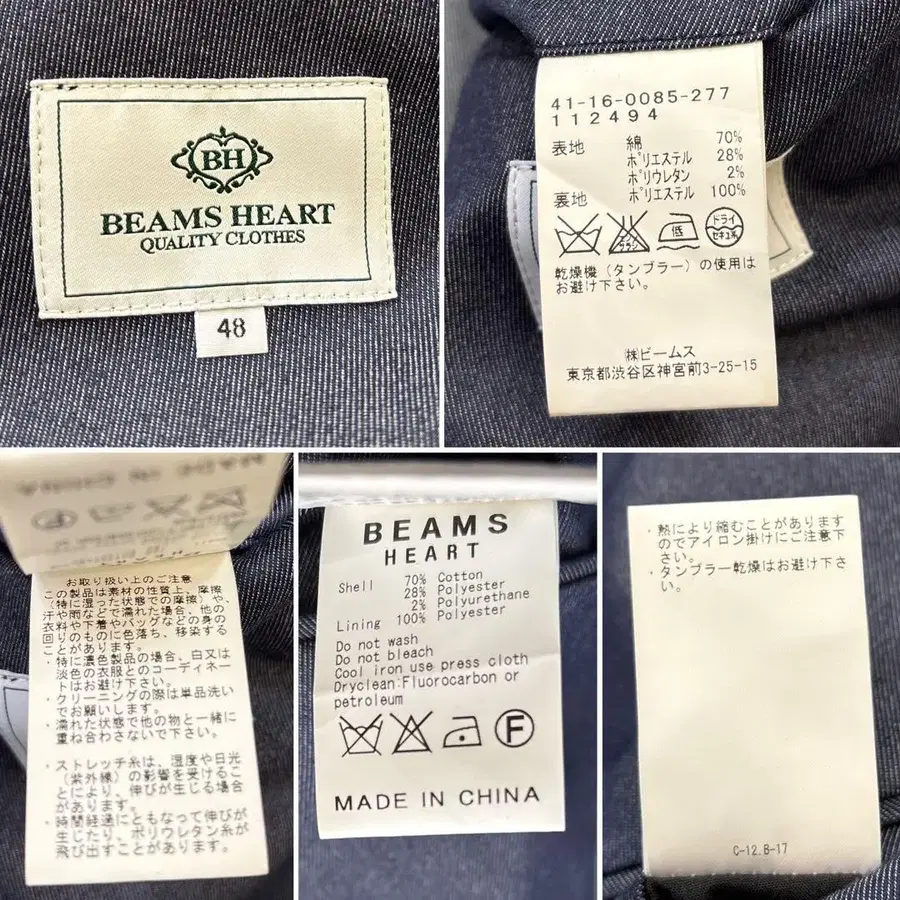 BH
BEAMS HEART
QUALITY CLOTHES
48
41-16-0085-277
112494
表地 綿 70%
ポリエステル 28%
ポリウレタン 2%
裏地 ポリエステル 100%
エンソ サラシ 低 ドライ セキユ系
乾燥機(タンブラー)の使用は
お避け下さい。
㈱ビームス
東京都渋谷区神宮前3-25-15
MADE IN CHINA
お取り扱い上のご注意
この製品は素材の性質上、摩擦
(特に湿った状態での摩擦)や、
汗や雨などで濡れた場合、他の
衣料や下着やバッグなどの身の
回りのものに色落ち、移染する
ことがあります。
・特に濃色製品の場合、白又は
淡色の衣服とのコーディネー
トはお避け下さい。
・クリーニングの際は単品洗い
でお願いします。
・濡れた状態で他の物と一緒に
重ね合わさないで下さい。
・ストレッチ糸は、湿度や日光
(紫外線)の影響を受けるこ
とにより、伸びが生じる場合
があります。
・時間経過にともなって伸びが
生じたり、ポリウレタン糸が
飛び出すことがあります。
BEAMS
HEART
Shell 70% Cotton
28% Polyester
2% Polyurethane
Lining 100% Polyester
Do not wash
Do not bleach
Cool iron use press cloth
Dryclean:Fluorocarbon or
petroleum
F
MADE IN CHINA
・熱により縮むことがあります
のでアイロン掛けにご注意下
さい。
・タンブラー乾燥はお避け下さ
い。
C-12.B-17